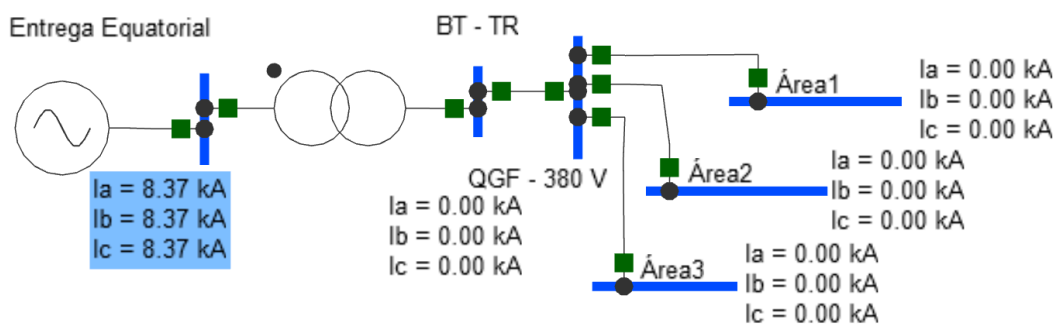 Entrega Equatorial
BT - TR
Ia = 8.37 kA
Ib = 8.37 kA
Ic = 8.37 kA
QGF - 380 V
Ia = 0.00 kA
Ib = 0.00 kA
Ic = 0.00 kA
Área1
Ia = 0.00 kA
Ib = 0.00 kA
Ic = 0.00 kA
Área2
Ia = 0.00 kA
Ib = 0.00 kA
Ic = 0.00 kA
Área3
Ia = 0.00 kA
Ib = 0.00 kA
Ic = 0.00 kA